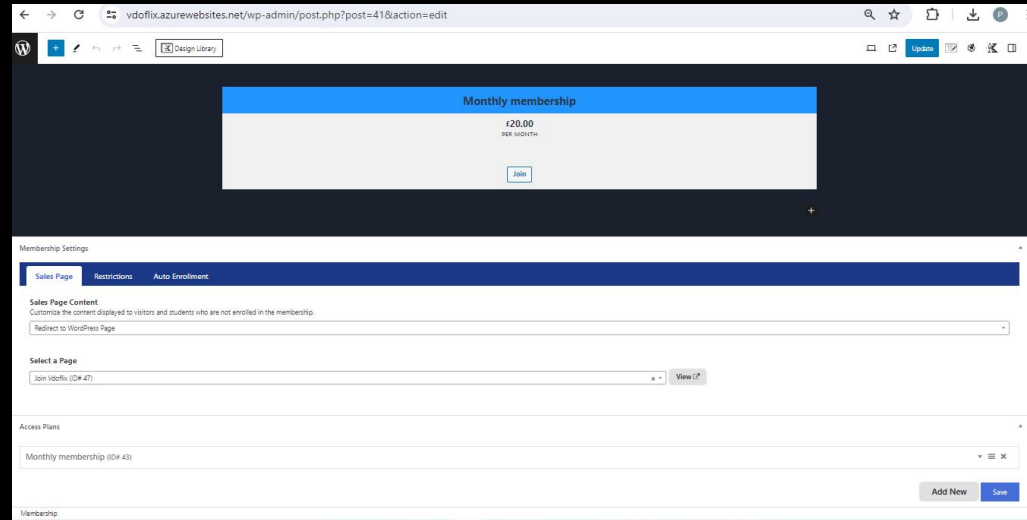 vdoflix.azurewebsites.net/wp-admin/post.php?post=41&action=edit
P
Design Library
Update
Monthly membership
£20.00
PER MONTH
Join
Membership Settings
Sales Page Restrictions Auto Enrollment
Sales Page Content
Customize the content displayed to visitors and students who are not enrolled in the membership.
Redirect to WordPress Page
Select a Page
Join Vdoflix (ID# 47)
View
Access Plans
Monthly membership (ID# 43)
Add New Save
Membership